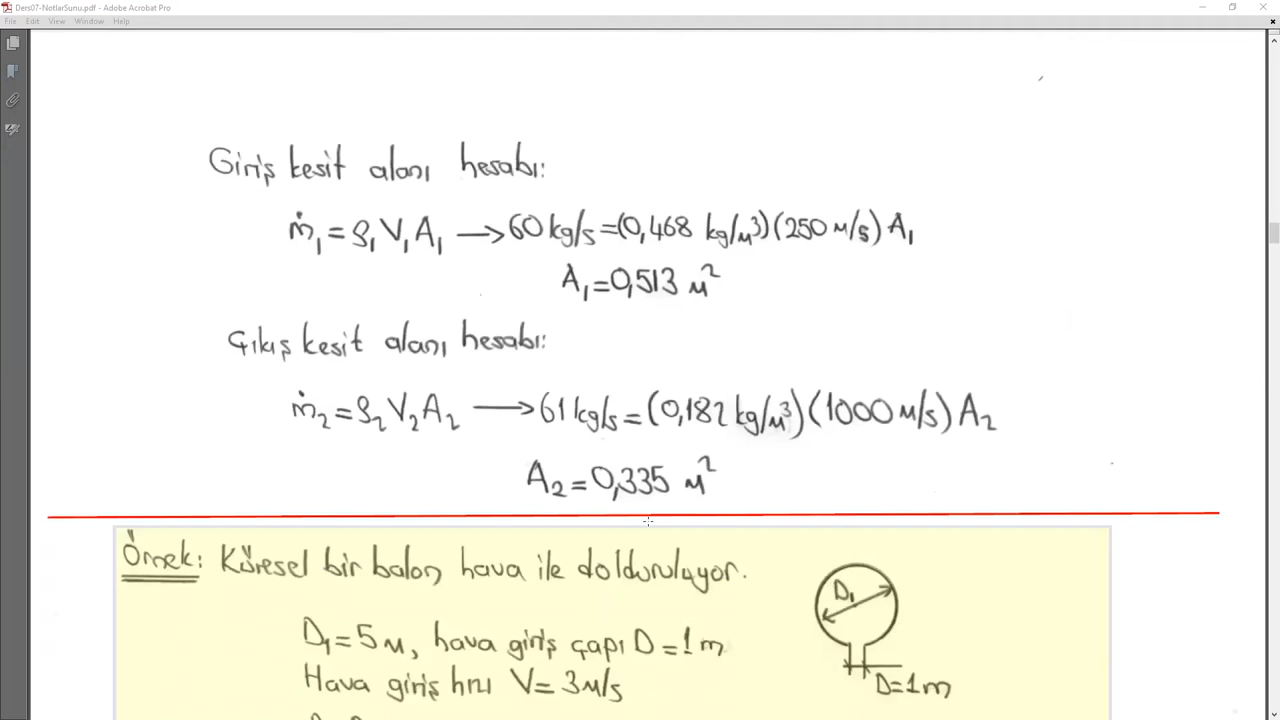 Ders07-NotlarSunu.pdf - Adobe Acrobat Pro
File Edit View Window Help
Giriş kesit alanı hesabı:
ṁ₁ = ρ₁V₁A₁ → 60 kg/s = (0,468 kg/m³)(250 m/s) A₁
A₁ = 0,513 m²
Çıkış kesit alanı hesabı:
ṁ₂ = ρ₂V₂A₂ → 61 kg/s = (0,182 kg/m³)(1000 m/s) A₂
A₂ = 0,335 m²
Örnek: Küresel bir balon hava ile dolduruluyor.
D₁
D₁ = 5 m, hava giriş çapı D = 1 m
Hava giriş hızı V = 3 m/s
D = 1 m